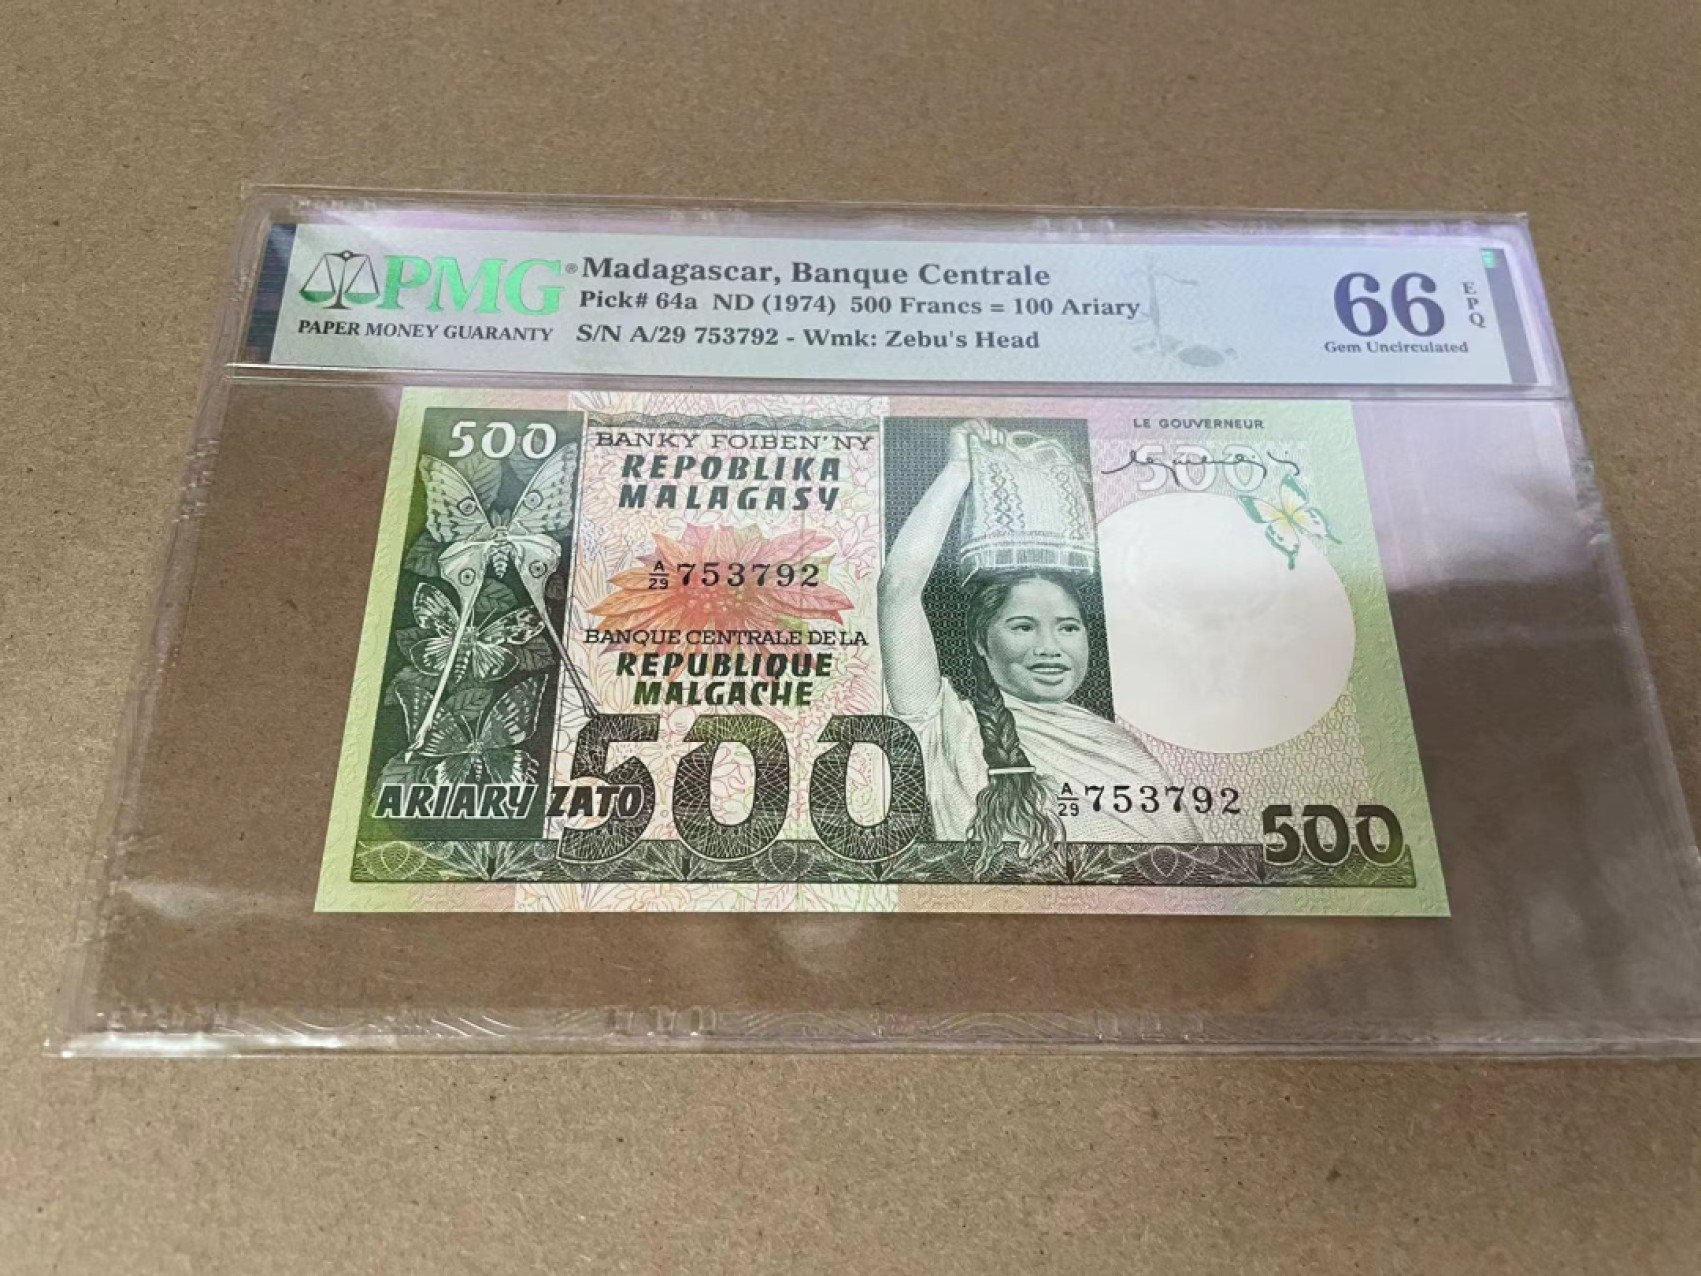 PMG®
PAPER MONEY GUARANTY
Madagascar, Banque Centrale
Pick# 64a ND (1974) 500 Francs = 100 Ariary
S/N A/29 753792 - Wmk: Zebu's Head
66
EPQ
Gem Uncirculated
500
BANKY FOIBEN'NY
REPOBLIKA
MALAGASY
A/29 753792
BANQUE CENTRALE DE LA
REPUBLIQUE
MALGACHE
500
ARIARY ZATO
LE GOUVERNEUR
500
A/29 753792
500